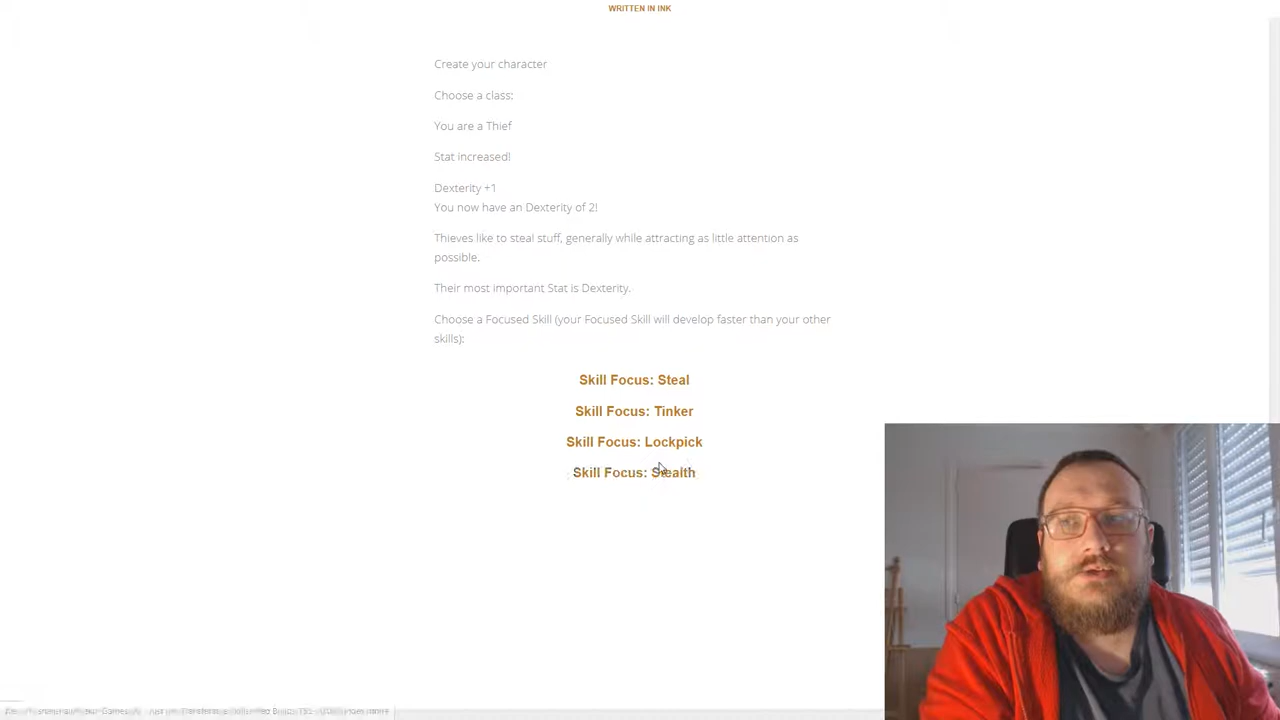 WRITTEN IN INK
Create your character
Choose a class:
You are a Thief
Stat increased!
Dexterity +1
You now have an Dexterity of 2!
Thieves like to steal stuff, generally while attracting as little attention as
possible.
Their most important Stat is Dexterity.
Choose a Focused Skill (your Focused Skill will develop faster than your other
skills):
Skill Focus: Steal
Skill Focus: Tinker
Skill Focus: Lockpick
Skill Focus: Stealth